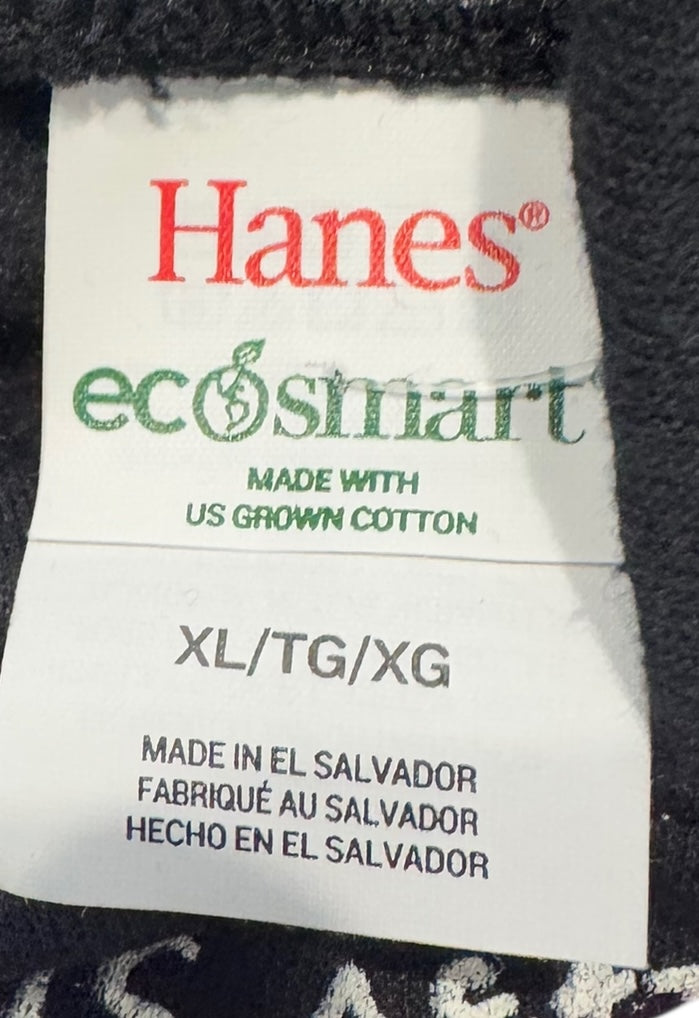 Hanes®
ecosmart
MADE WITH
US GROWN COTTON
XL/TG/XG
MADE IN EL SALVADOR
FABRIQUÉ AU SALVADOR
HECHO EN EL SALVADOR